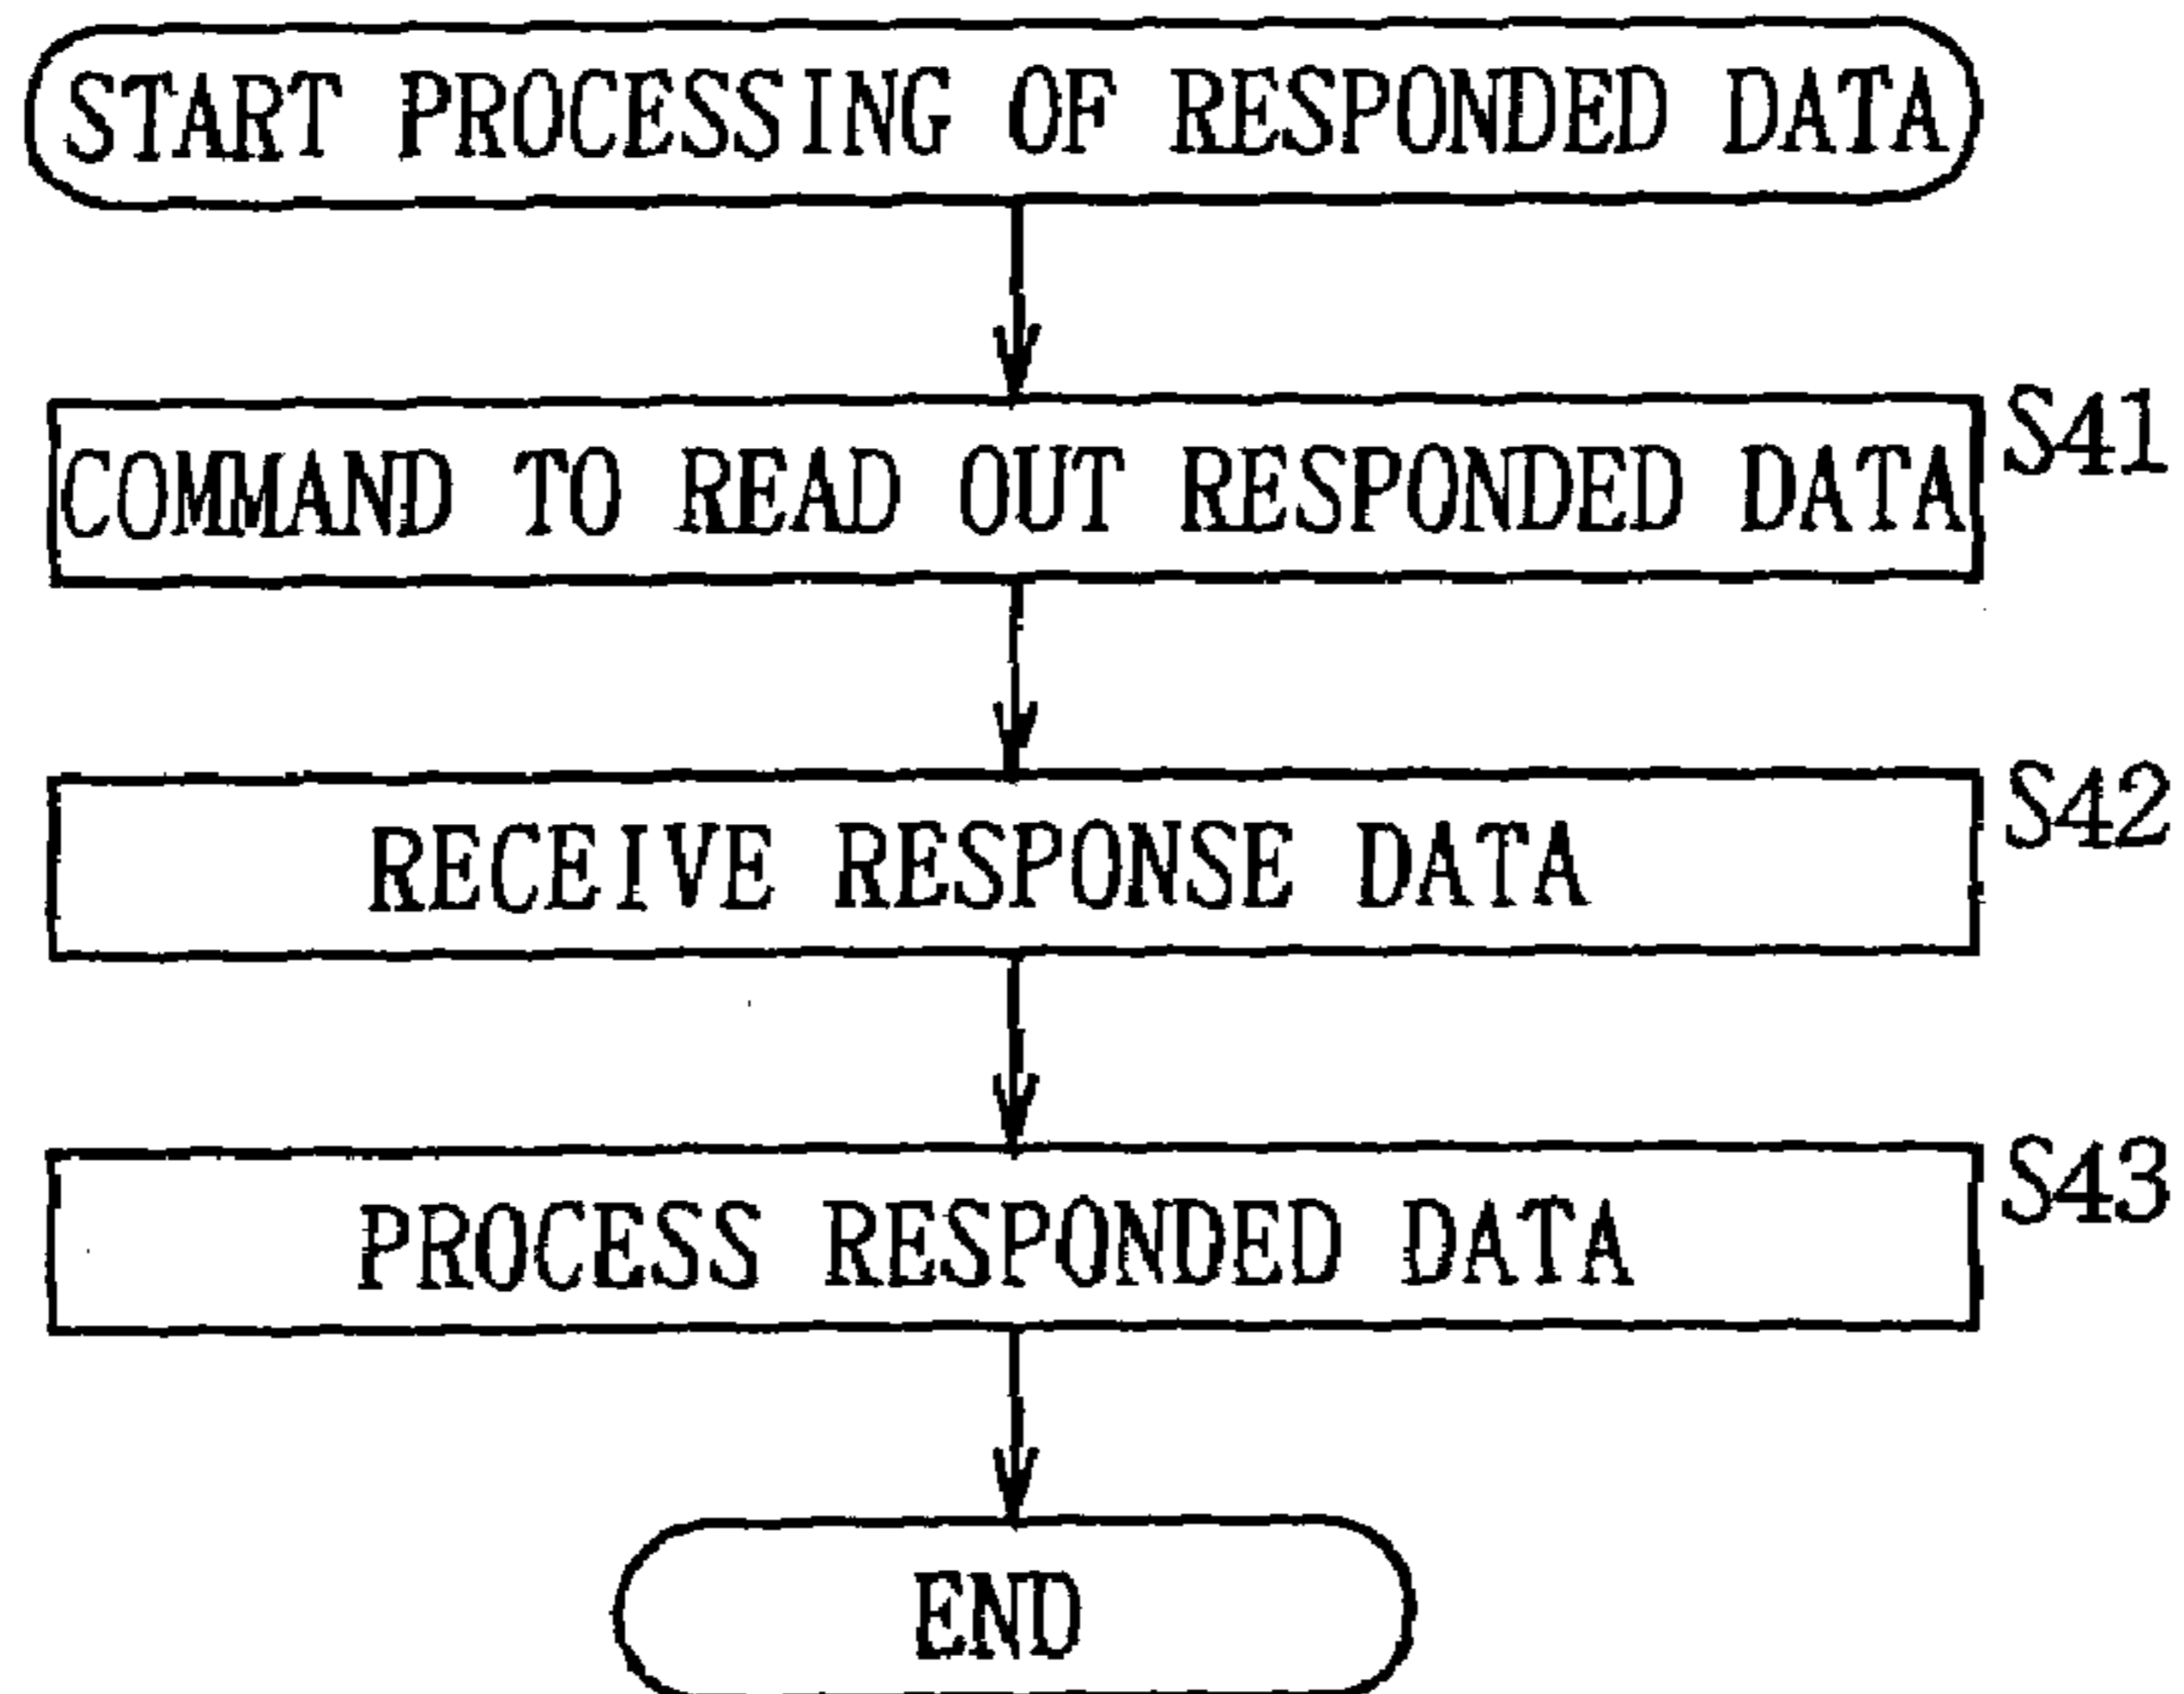 START PROCESSING OF RESPONDED DATA
COMMAND TO READ OUT RESPONDED DATA
S41
RECEIVE RESPONSE DATA
S42
PROCESS RESPONDED DATA
S43
END